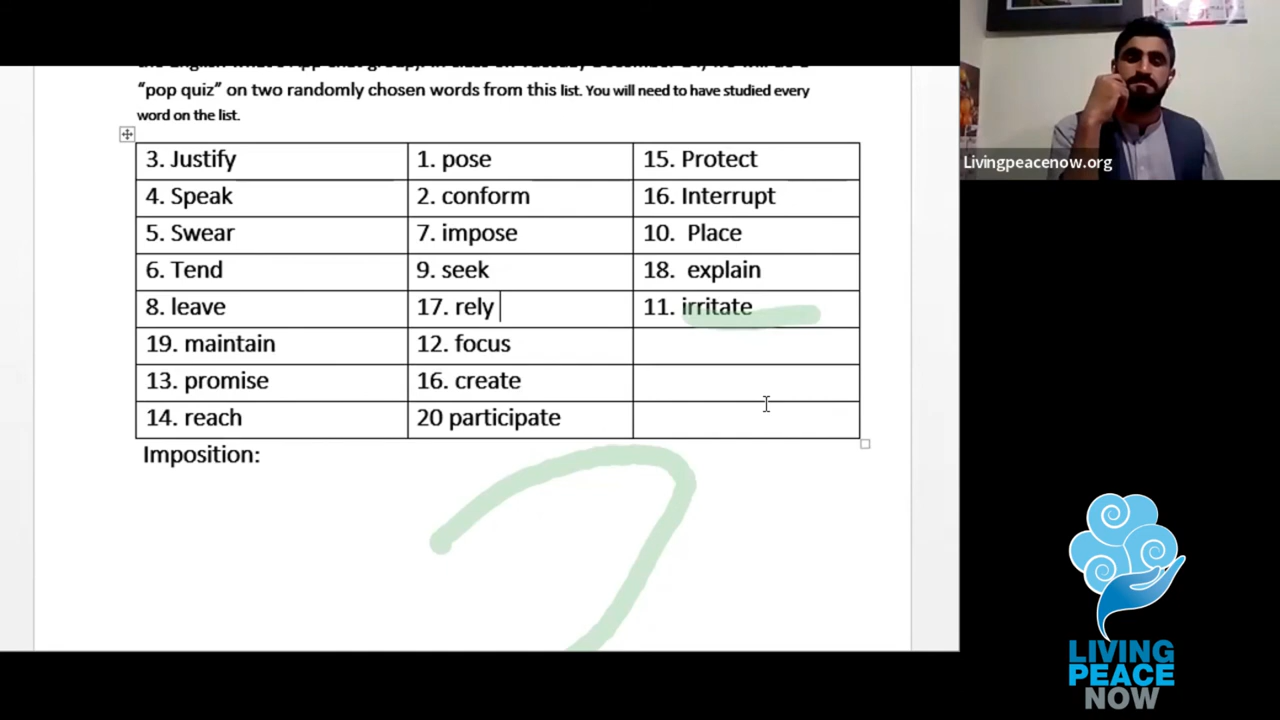 “pop quiz” on two randomly chosen words from this list. You will need to have studied every
word on the list.
3. Justify 1. pose 15. Protect
4. Speak 2. conform 16. Interrupt
5. Swear 7. impose 10. Place
6. Tend 9. seek 18. explain
8. leave 17. rely 11. irritate
19. maintain 12. focus
13. promise 16. create
14. reach 20 participate
Imposition:
Livingpeacenow.org
LIVING
PEACE
NOW